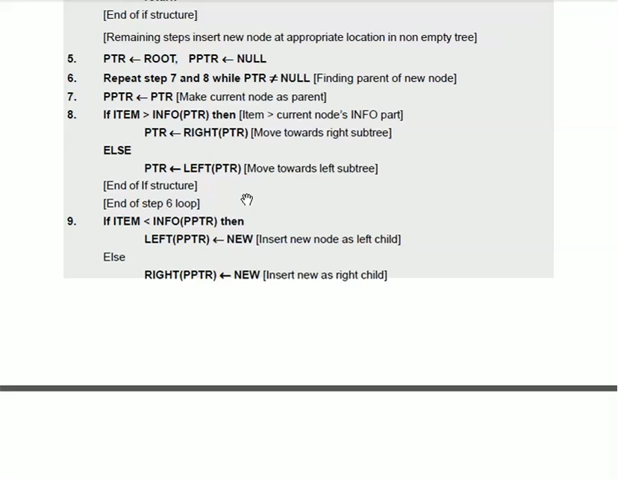 [End of if structure]
[Remaining steps insert new node at appropriate location in non empty tree]
5. PTR ← ROOT, PPTR ← NULL
6. Repeat step 7 and 8 while PTR ≠ NULL [Finding parent of new node]
7. PPTR ← PTR [Make current node as parent]
8. If ITEM > INFO(PTR) then [Item > current node's INFO part]
PTR ← RIGHT(PTR) [Move towards right subtree]
ELSE
PTR ← LEFT(PTR) [Move towards left subtree]
[End of If structure]
[End of step 6 loop]
9. If ITEM < INFO(PPTR) then
LEFT(PPTR) ← NEW [Insert new node as left child]
Else
RIGHT(PPTR) ← NEW [Insert new as right child]